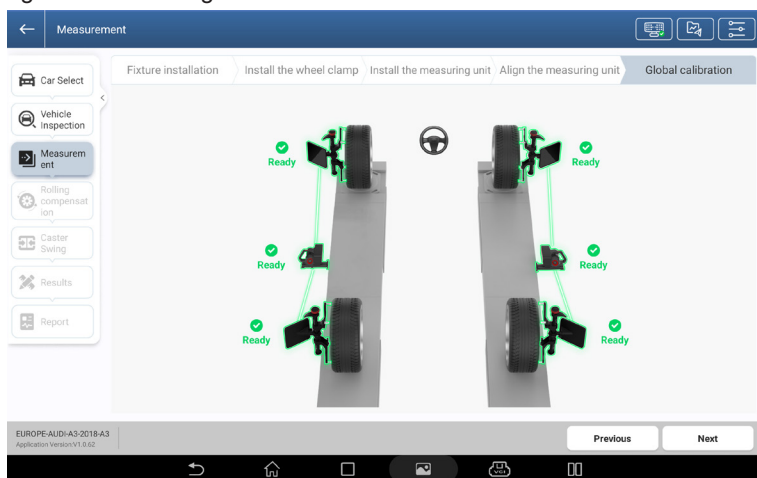 Measurement
Car Select
Vehicle
Inspection
Measurem
ent
Rolling
compensat
ion
Caster
Swing
Results
Report
Fixture installation
Install the wheel clamp
Install the measuring unit
Align the measuring unit
Global calibration
Ready
Ready
Ready
Ready
Ready
Ready
EUROPE-AUDI-A3-2018-A3
Application Version:V1.0.62
Previous
Next
VCI